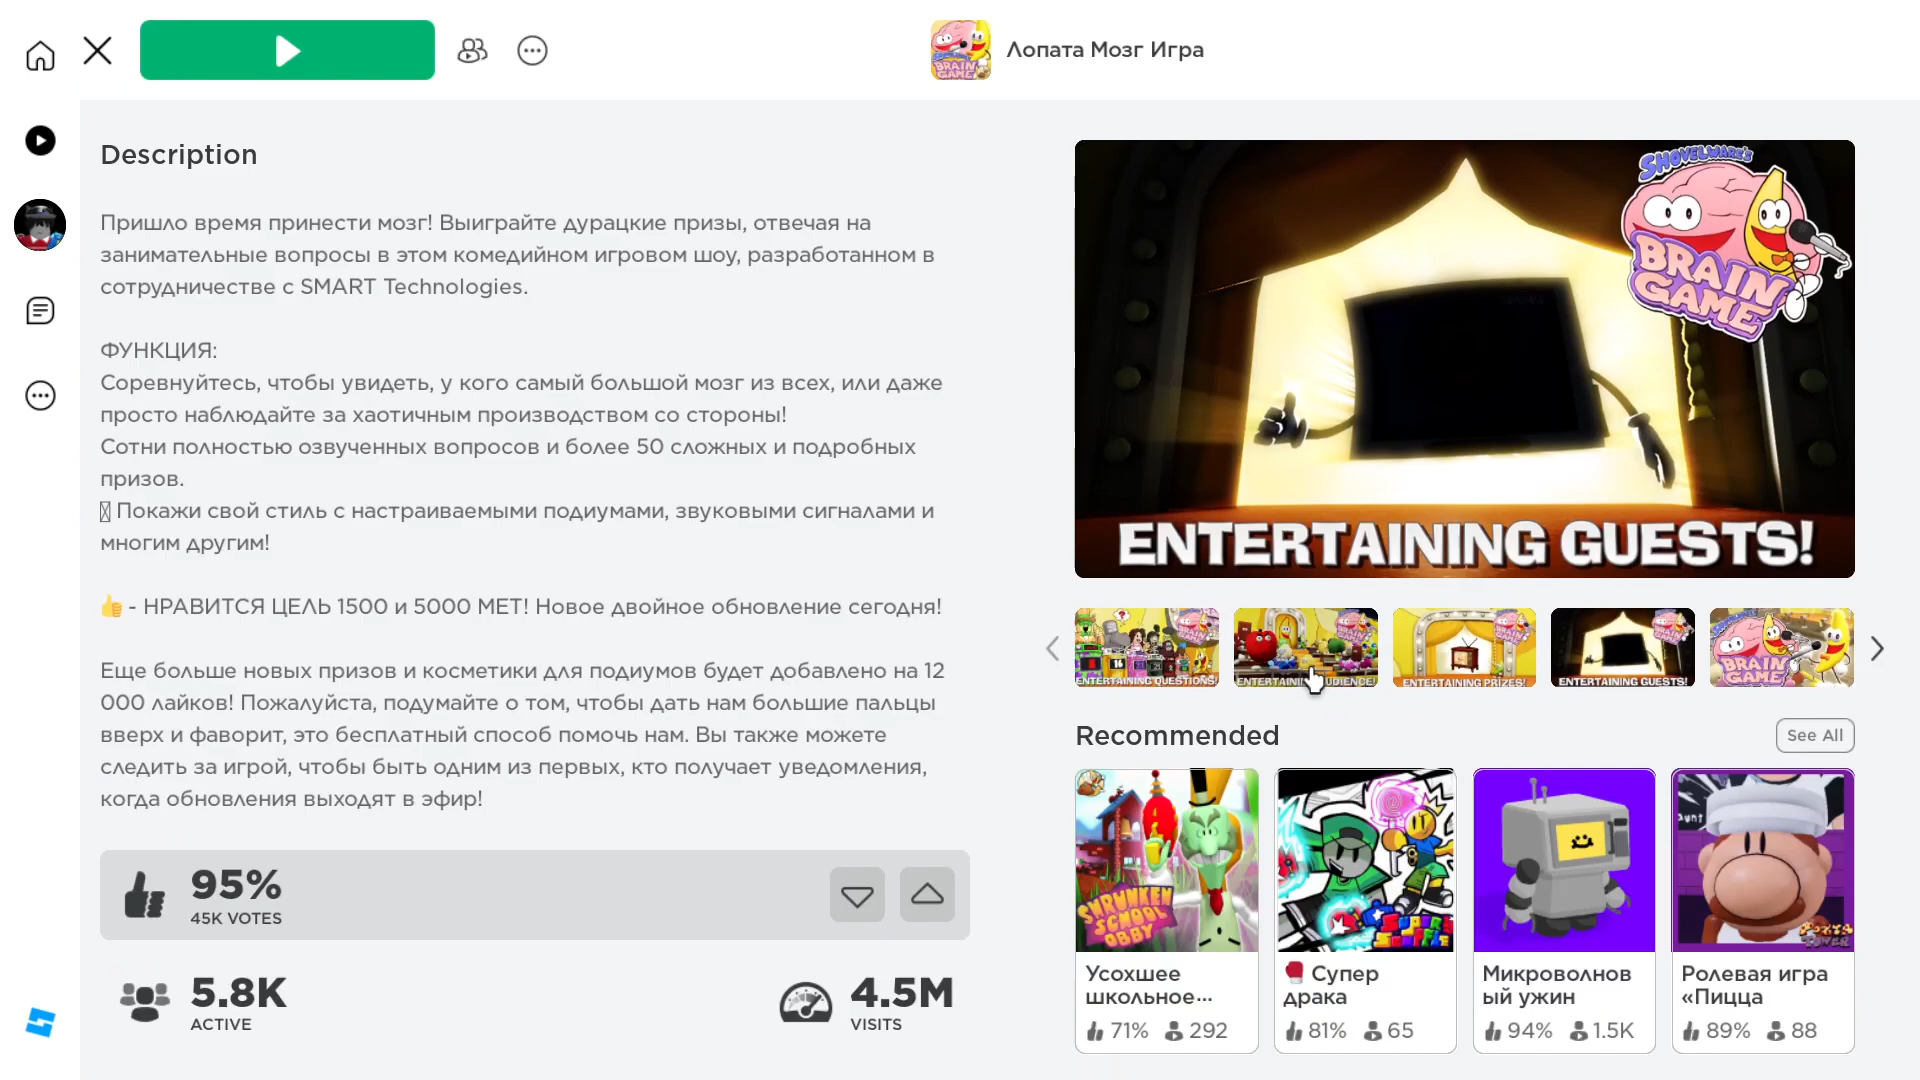 Лопата Мозг Игра
Description
Пришло время принести мозг! Выиграйте дурацкие призы, отвечая на
занимательные вопросы в этом комедийном игровом шоу, разработанном в
сотрудничестве с SMART Technologies.
ФУНКЦИЯ:
Соревнуйтесь, чтобы увидеть, у кого самый большой мозг из всех, или даже
просто наблюдайте за хаотичным производством со стороны!
Сотни полностью озвученных вопросов и более 50 сложных и подробных
призов.
Покажи свой стиль с настраиваемыми подиумами, звуковыми сигналами и
многим другим!
👍 - НРАВИТСЯ ЦЕЛЬ 1500 и 5000 МЕТ! Новое двойное обновление сегодня!
Еще больше новых призов и косметики для подиумов будет добавлено на 12
000 лайков! Пожалуйста, подумайте о том, чтобы дать нам большие пальцы
вверх и фаворит, это бесплатный способ помочь нам. Вы также можете
следить за игрой, чтобы быть одним из первых, кто получает уведомления,
когда обновления выходят в эфир!
95%
45K VOTES
5.8K
ACTIVE
4.5M
VISITS
SHOVELWARE'S
BRAIN
GAME
ENTERTAINING GUESTS!
ENTERTAINING QUESTIONS!
ENTERTAINING PRIZES!
ENTERTAINING GUESTS!
BRAIN
GAME
Recommended
See All
SHRUNKEN
SCHOOL
OBBY
Усохшее
школьное...
71% 292
Супер
драка
81% 65
Микроволнов
ый ужин
94% 1.5K
Ролевая игра
«Пицца
89% 88